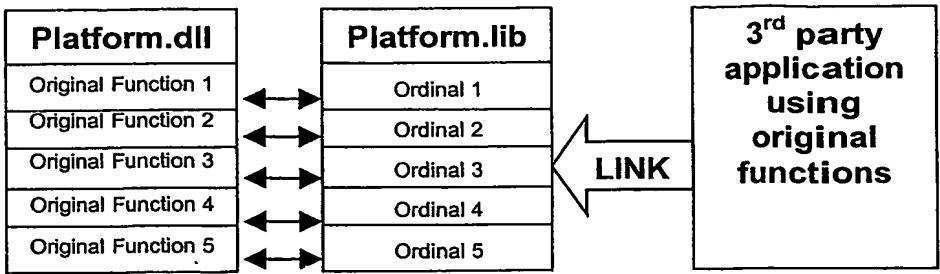 Platform.dll
Original Function 1
Original Function 2
Original Function 3
Original Function 4
Original Function 5
Platform.lib
Ordinal 1
Ordinal 2
Ordinal 3
Ordinal 4
Ordinal 5
LINK
3rd party
application
using
original
functions